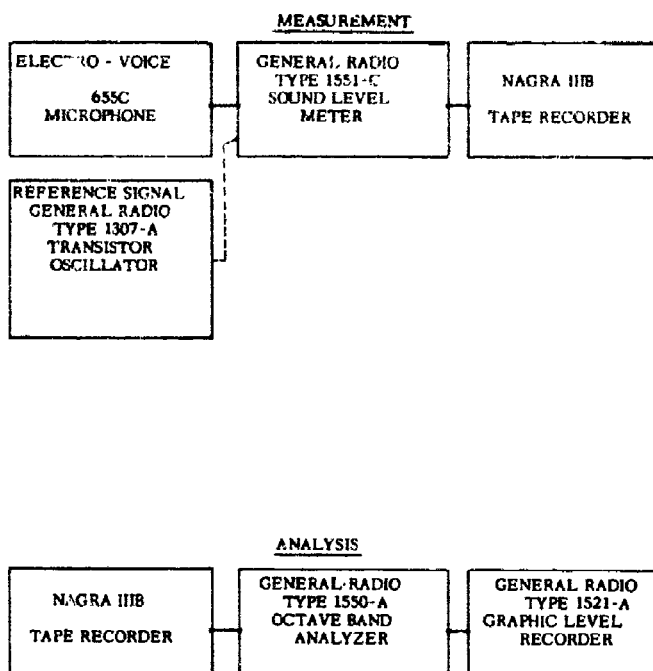 MEASUREMENT
ELECTRO - VOICE
655C
MICROPHONE
GENERAL RADIO
TYPE 1551-C
SOUND LEVEL
METER
NAGRA IIIB
TAPE RECORDER
REFERENCE SIGNAL
GENERAL RADIO
TYPE 1307-A
TRANSISTOR
OSCILLATOR
ANALYSIS
NAGRA IIIB
TAPE RECORDER
GENERAL RADIO
TYPE 1550-A
OCTAVE BAND
ANALYZER
GENERAL RADIO
TYPE 1521-A
GRAPHIC LEVEL
RECORDER